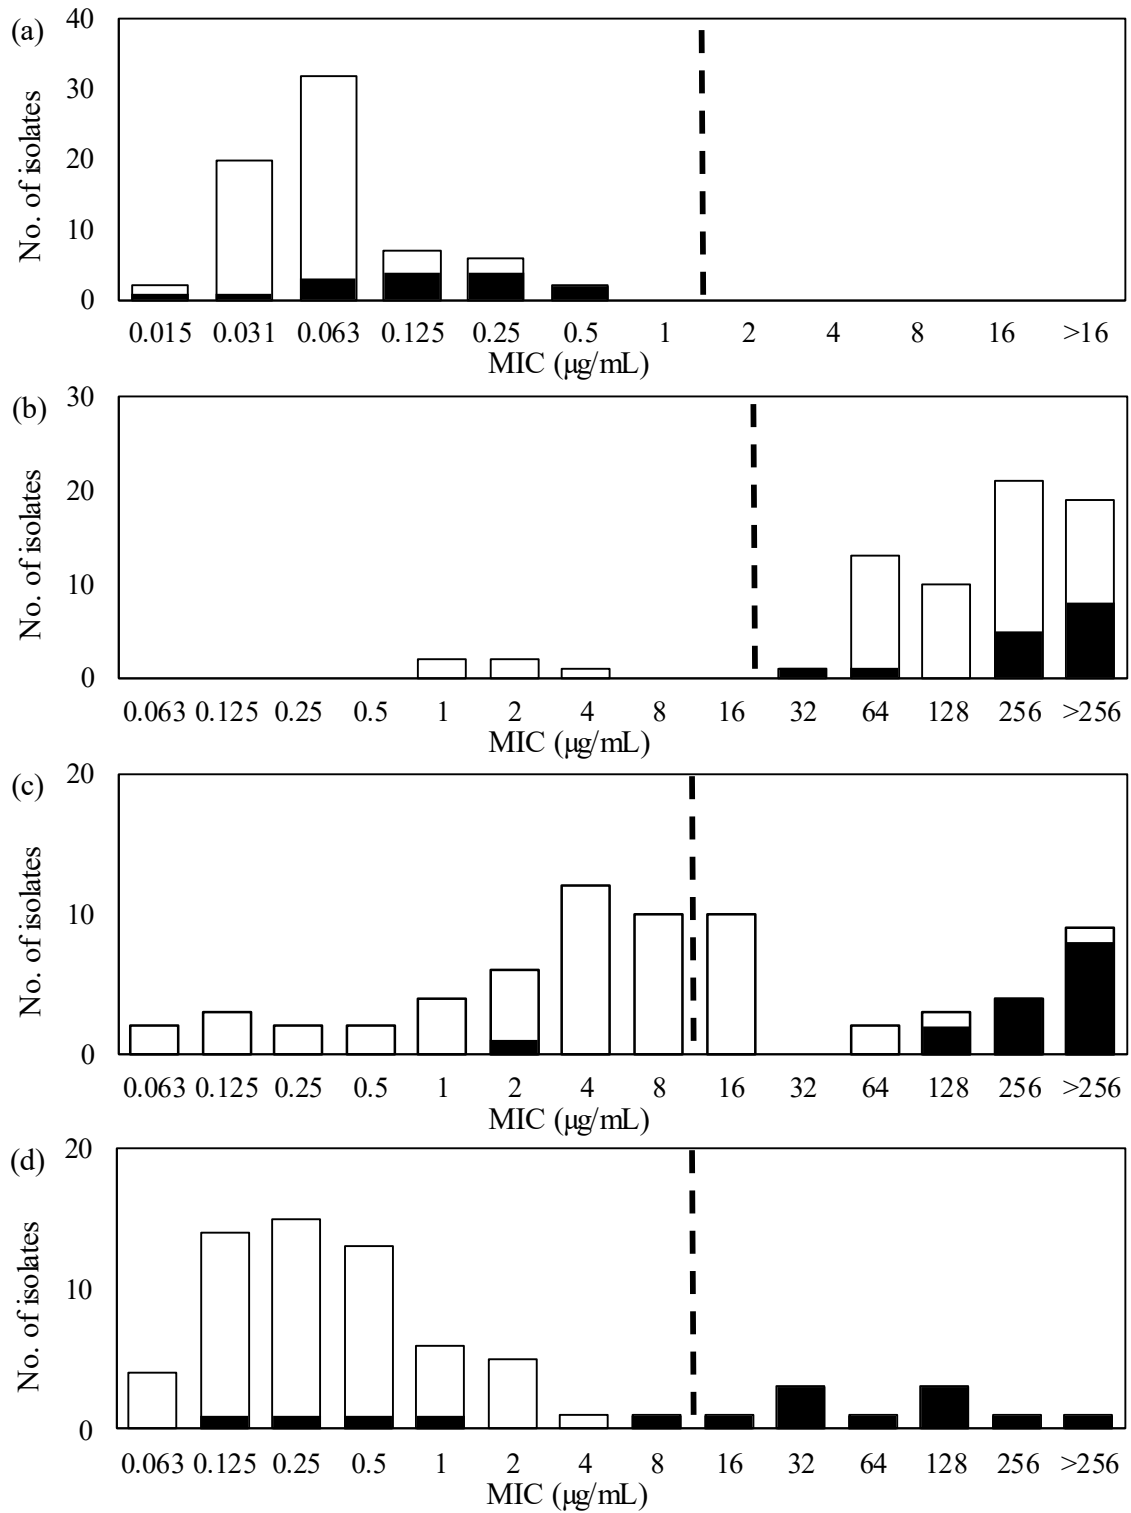 (a)
No. of isolates
40
30
20
10
0
0.015 0.031 0.063 0.125 0.25 0.5 1 2 4 8 16 >16
MIC (μg/mL)
(b)
No. of isolates
30
20
10
0
0.063 0.125 0.25 0.5 1 2 4 8 16 32 64 128 256 >256
MIC (μg/mL)
(c)
No. of isolates
20
10
0
0.063 0.125 0.25 0.5 1 2 4 8 16 32 64 128 256 >256
MIC (μg/mL)
(d)
No. of isolates
20
10
0
0.063 0.125 0.25 0.5 1 2 4 8 16 32 64 128 256 >256
MIC (μg/mL)